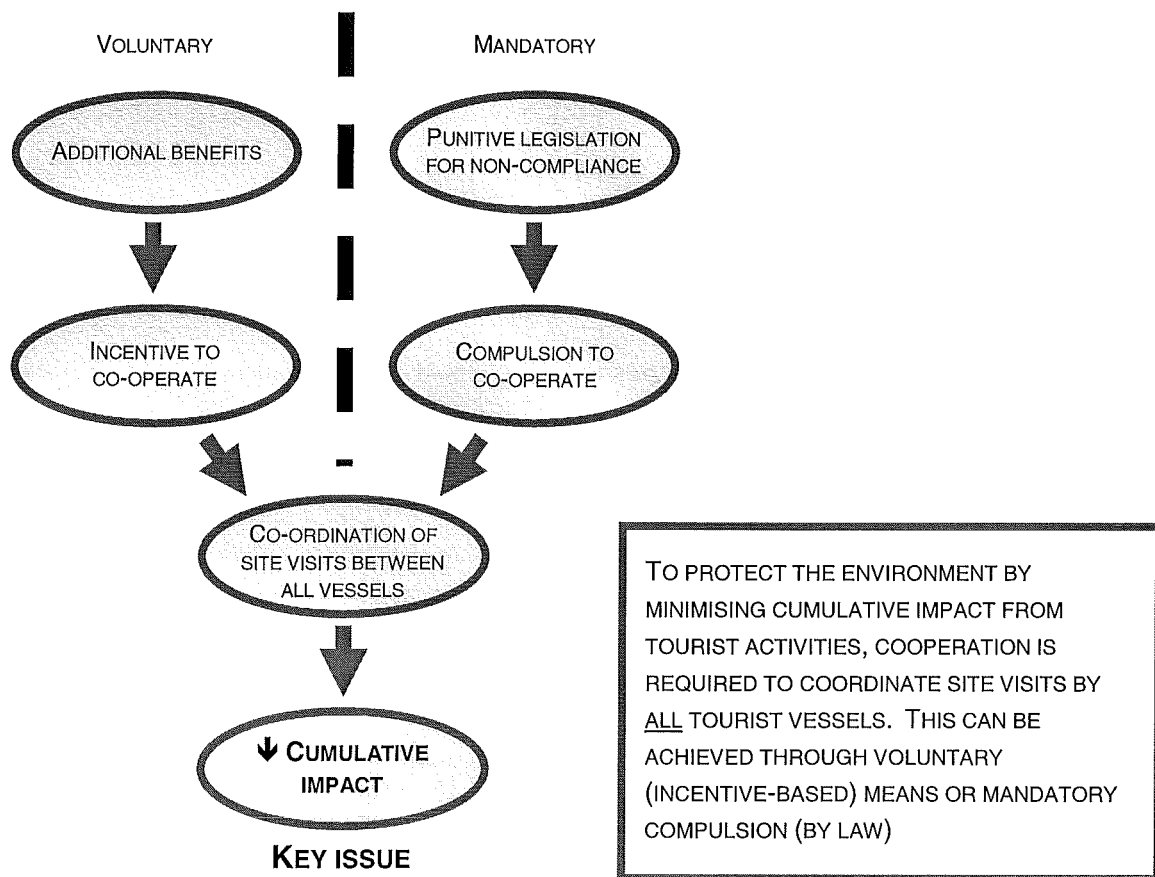 VOLUNTARY
MANDATORY
ADDITIONAL BENEFITS
PUNITIVE LEGISLATION
FOR NON-COMPLIANCE
INCENTIVE TO
CO-OPERATE
COMPULSION TO
CO-OPERATE
CO-ORDINATION OF
SITE VISITS BETWEEN
ALL VESSELS
↓ CUMULATIVE
IMPACT
KEY ISSUE
TO PROTECT THE ENVIRONMENT BY
MINIMISING CUMULATIVE IMPACT FROM
TOURIST ACTIVITIES, COOPERATION IS
REQUIRED TO COORDINATE SITE VISITS BY
ALL TOURIST VESSELS. THIS CAN BE
ACHIEVED THROUGH VOLUNTARY
(INCENTIVE-BASED) MEANS OR MANDATORY
COMPULSION (BY LAW)